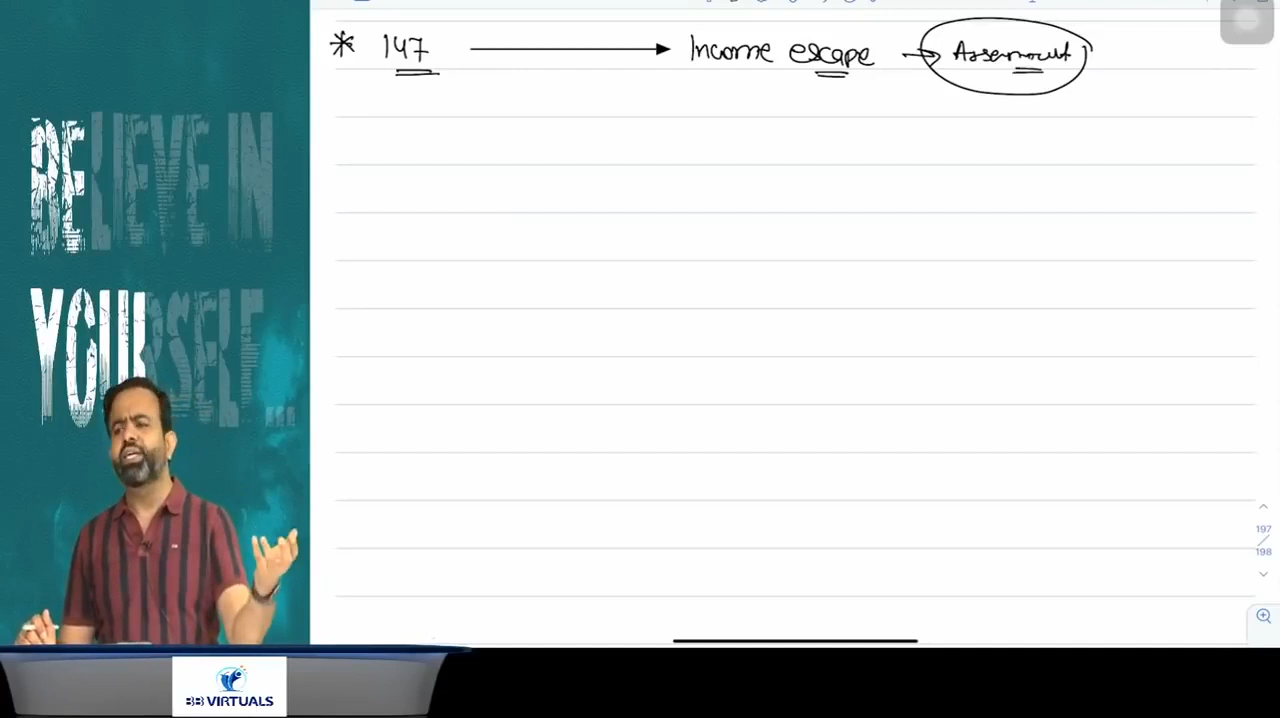 * 147 → Income escape → Assessment
BELIEVE IN
YOURSELF...
197
198
BB VIRTUALS